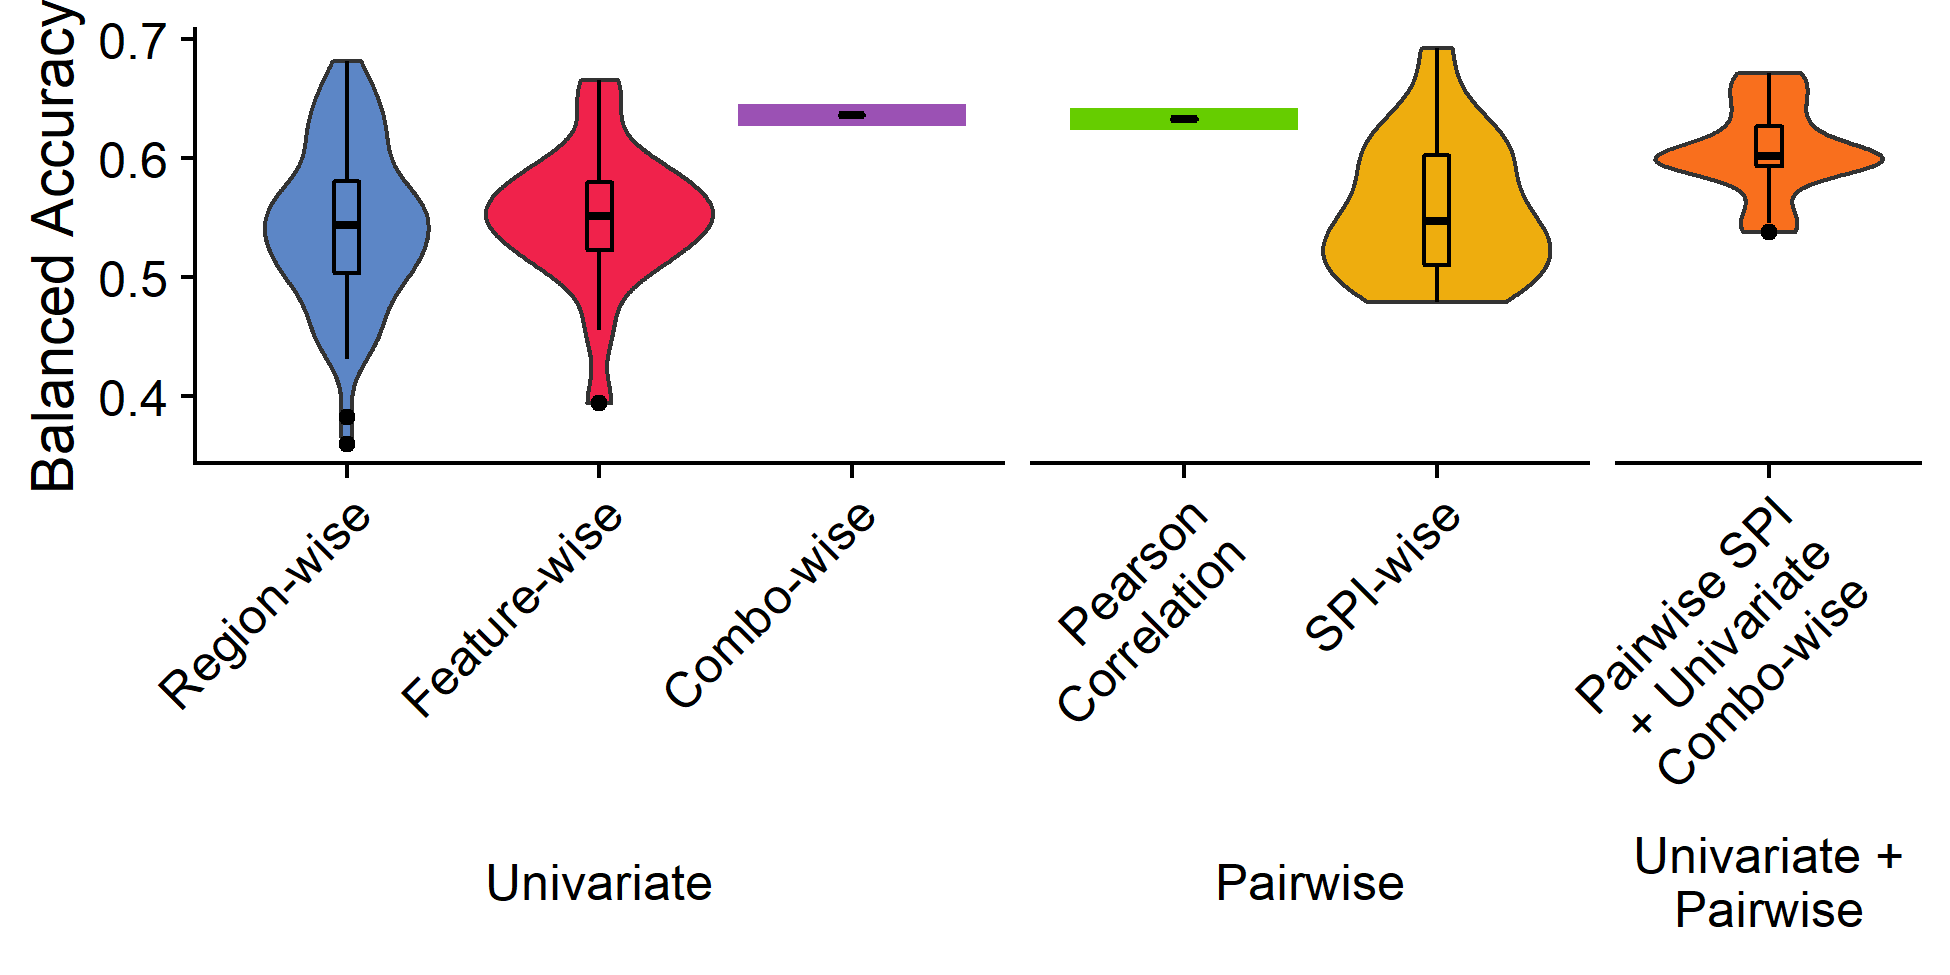 Balanced Accuracy
0.7
0.6
0.5
0.4
Region-wise
Feature-wise
Combo-wise
Pearson
Correlation
SPI-wise
Pairwise SPI
+ Univariate
Combo-wise
Univariate
Pairwise
Univariate +
Pairwise